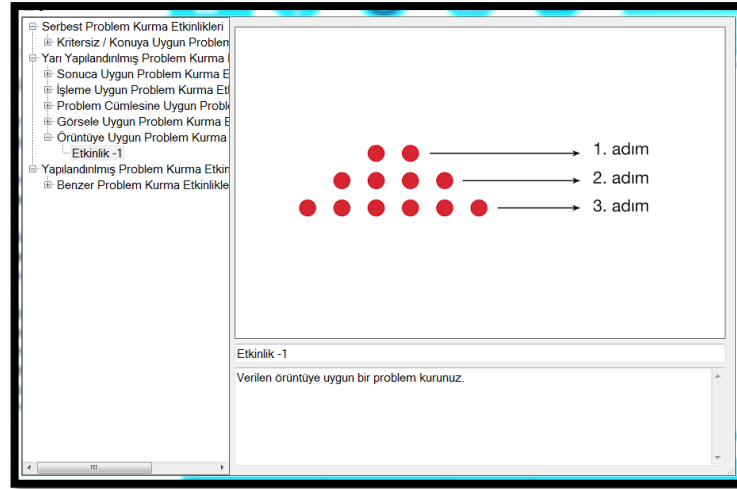 Serbest Problem Kurma Etkinlikleri
Kritersiz / Konuya Uygun Problem
Yarı Yapılandırılmış Problem Kurma
Sonuca Uygun Problem Kurma E
İşleme Uygun Problem Kurma Etl
Problem Cümlesine Uygun Probl
Görsele Uygun Problem Kurma E
Örüntüye Uygun Problem Kurma
Etkinlik -1
Yapılandırılmış Problem Kurma Etkin
Benzer Problem Kurma Etkinlikle
1. adım
2. adım
3. adım
Etkinlik -1
Verilen örüntüye uygun bir problem kurunuz.